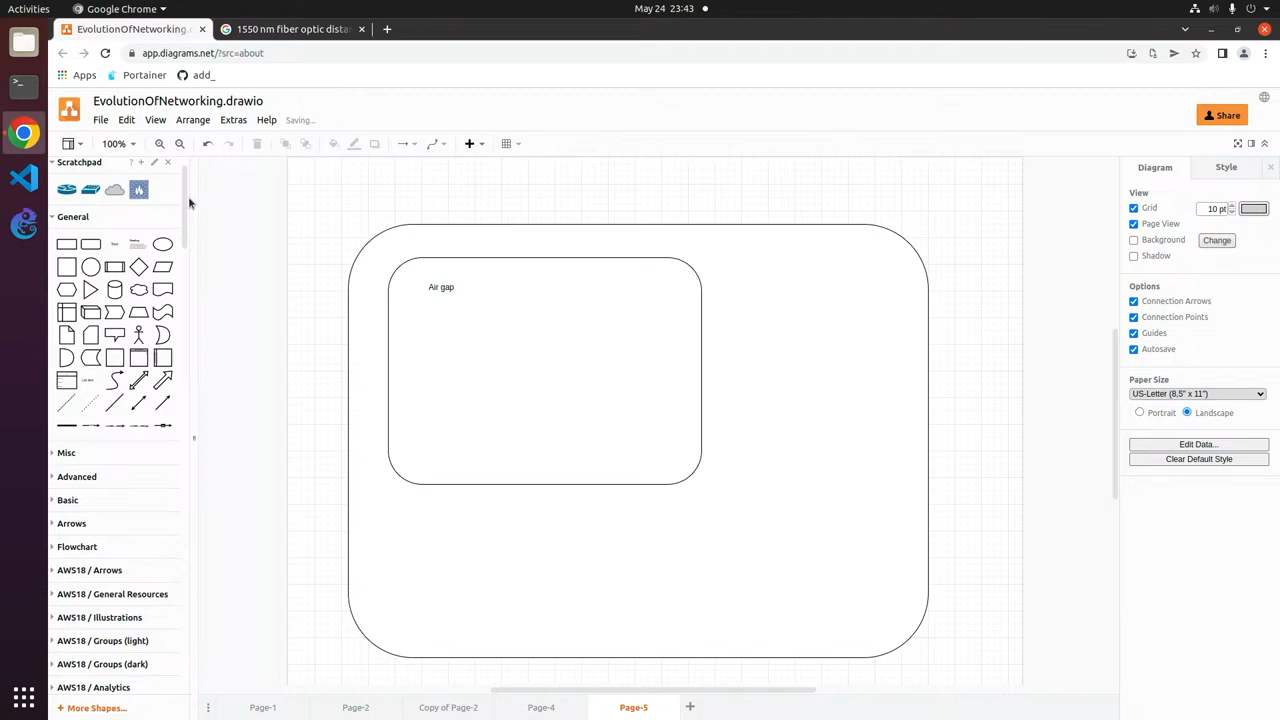 Activities
Google Chrome
May 24 23:43
EvolutionOfNetworking.
1550 nm fiber optic dista
app.diagrams.net/?src=about
Apps
Portainer
add_
EvolutionOfNetworking.drawio
File Edit View Arrange Extras Help Saving...
Share
100%
Scratchpad
General
Text
Heading
Misc
Advanced
Basic
Arrows
Flowchart
AWS18 / Arrows
AWS18 / General Resources
AWS18 / Illustrations
AWS18 / Groups (light)
AWS18 / Groups (dark)
AWS18 / Analytics
+ More Shapes...
Air gap
Page-1
Page-2
Copy of Page-2
Page-4
Page-5
Diagram
Style
View
Grid
10 pt
Page View
Background
Change
Shadow
Options
Connection Arrows
Connection Points
Guides
Autosave
Paper Size
US-Letter (8,5" x 11")
Portrait
Landscape
Edit Data...
Clear Default Style